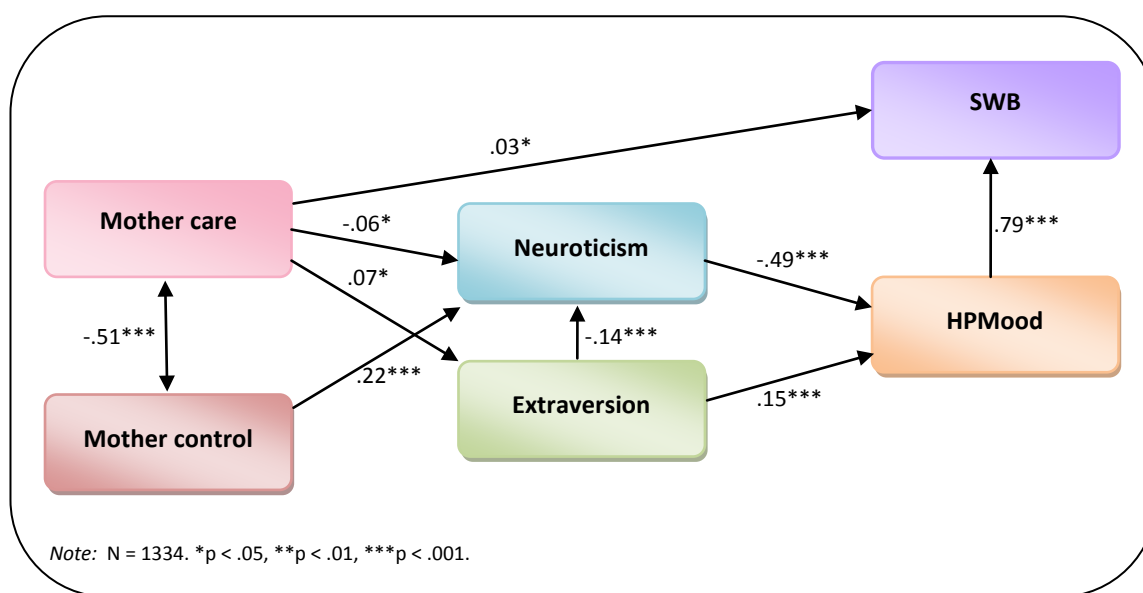 SWB
.03*
Mother care
-.06*
Neuroticism
.79***
.07*
-.49***
HPMood
-.51***
-.14***
.22***
Extraversion
.15***
Mother control
Note: N = 1334. *p < .05, **p < .01, ***p < .001.